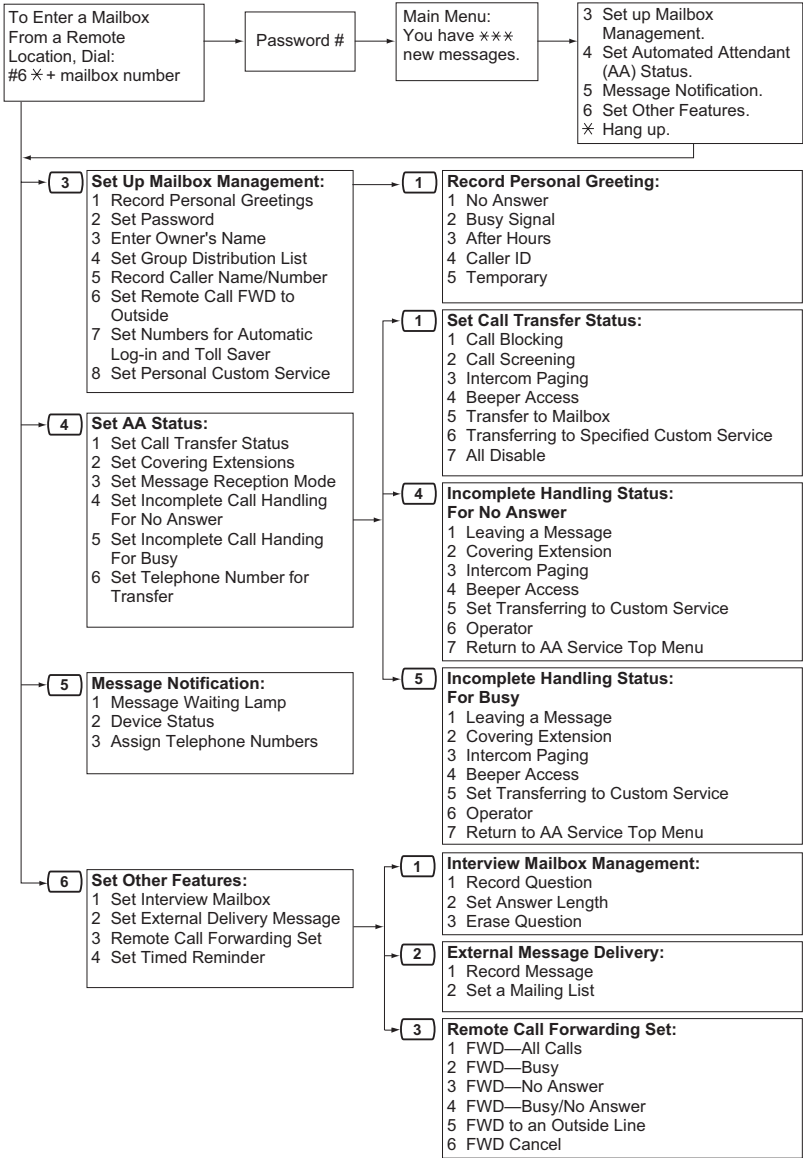 To Enter a Mailbox
From a Remote
Location, Dial:
#6 ✳ + mailbox number
Password #
Main Menu:
You have ✳✳✳
new messages.
3 Set up Mailbox
Management.
4 Set Automated Attendant
(AA) Status.
5 Message Notification.
6 Set Other Features.
✳ Hang up.
3
Set Up Mailbox Management:
1 Record Personal Greetings
2 Set Password
3 Enter Owner's Name
4 Set Group Distribution List
5 Record Caller Name/Number
6 Set Remote Call FWD to
Outside
7 Set Numbers for Automatic
Log-in and Toll Saver
8 Set Personal Custom Service
1
Record Personal Greeting:
1 No Answer
2 Busy Signal
3 After Hours
4 Caller ID
5 Temporary
4
Set AA Status:
1 Set Call Transfer Status
2 Set Covering Extensions
3 Set Message Reception Mode
4 Set Incomplete Call Handling
For No Answer
5 Set Incomplete Call Handing
For Busy
6 Set Telephone Number for
Transfer
1
Set Call Transfer Status:
1 Call Blocking
2 Call Screening
3 Intercom Paging
4 Beeper Access
5 Transfer to Mailbox
6 Transferring to Specified Custom Service
7 All Disable
4
Incomplete Handling Status:
For No Answer
1 Leaving a Message
2 Covering Extension
3 Intercom Paging
4 Beeper Access
5 Set Transferring to Custom Service
6 Operator
7 Return to AA Service Top Menu
5
Incomplete Handling Status:
For Busy
1 Leaving a Message
2 Covering Extension
3 Intercom Paging
4 Beeper Access
5 Set Transferring to Custom Service
6 Operator
7 Return to AA Service Top Menu
5
Message Notification:
1 Message Waiting Lamp
2 Device Status
3 Assign Telephone Numbers
6
Set Other Features:
1 Set Interview Mailbox
2 Set External Delivery Message
3 Remote Call Forwarding Set
4 Set Timed Reminder
1
Interview Mailbox Management:
1 Record Question
2 Set Answer Length
3 Erase Question
2
External Message Delivery:
1 Record Message
2 Set a Mailing List
3
Remote Call Forwarding Set:
1 FWD—All Calls
2 FWD—Busy
3 FWD—No Answer
4 FWD—Busy/No Answer
5 FWD to an Outside Line
6 FWD Cancel